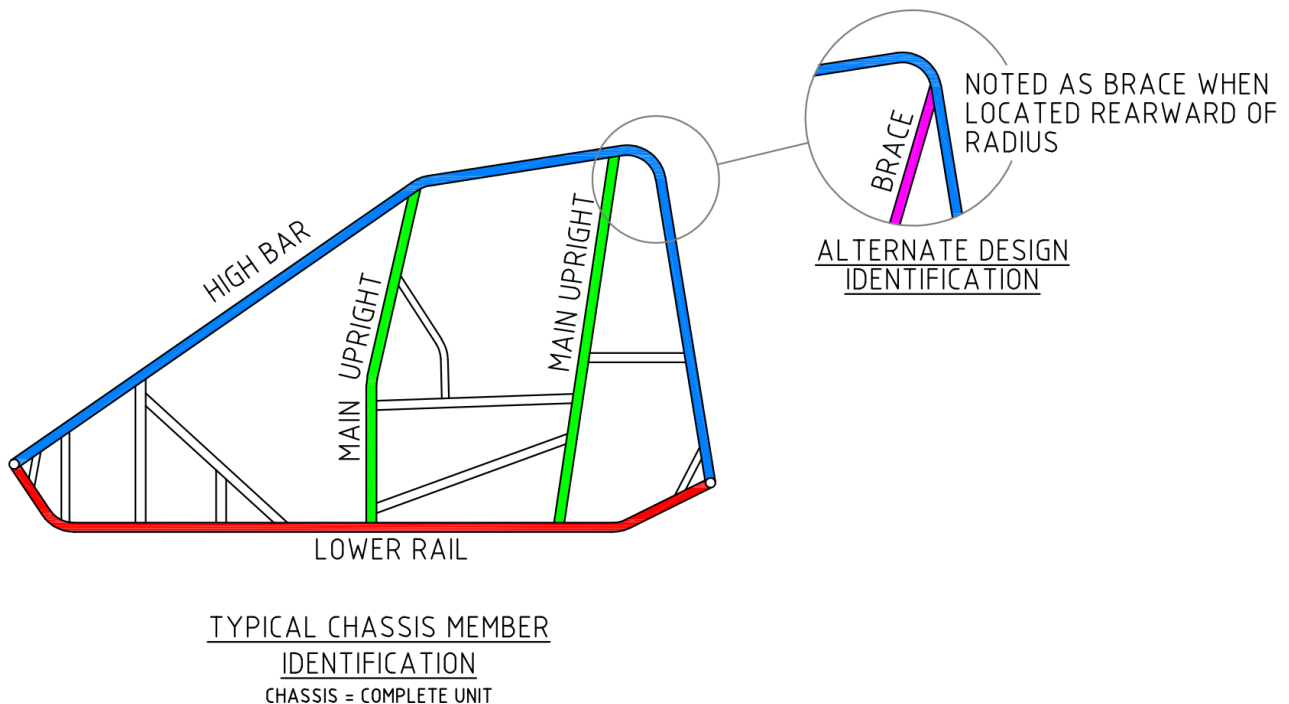 HIGH BAR
MAIN UPRIGHT
MAIN UPRIGHT
LOWER RAIL
BRACE
NOTED AS BRACE WHEN
LOCATED REARWARD OF
RADIUS
ALTERNATE DESIGN
IDENTIFICATION
TYPICAL CHASSIS MEMBER
IDENTIFICATION
CHASSIS = COMPLETE UNIT